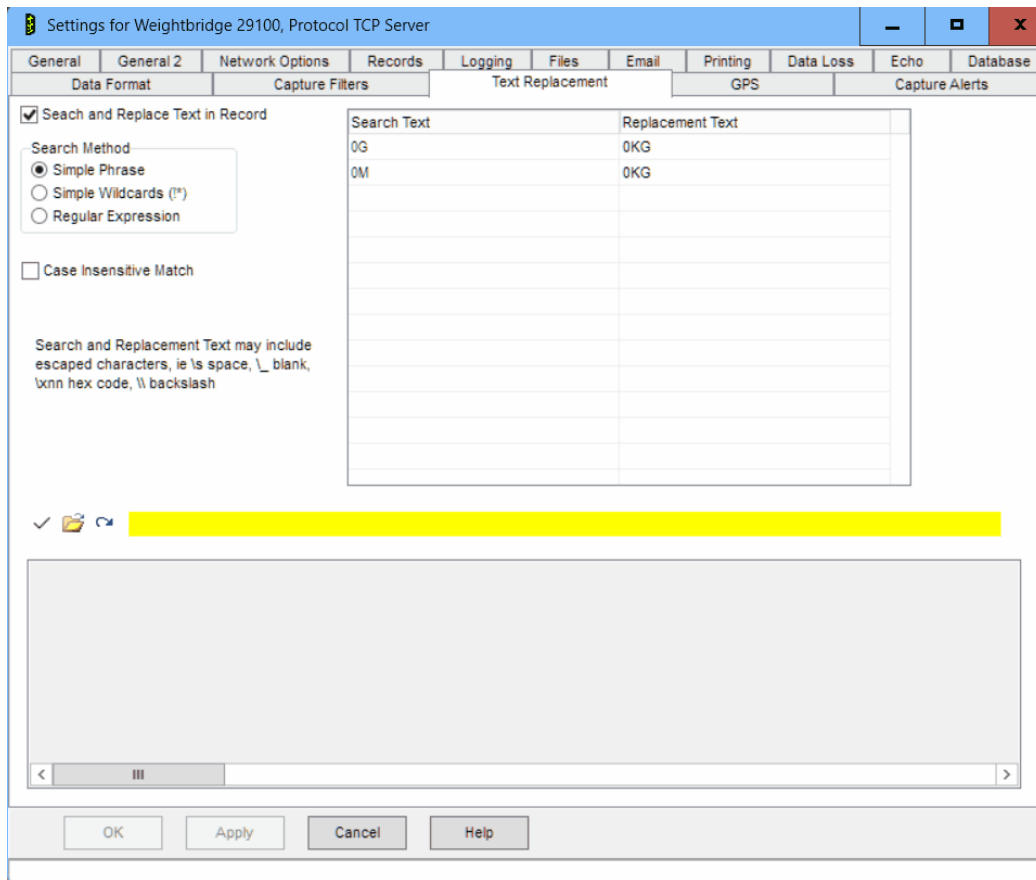 Settings for Weightbridge 29100, Protocol TCP Server
General General 2 Network Options Records Logging Files Email Printing Data Loss Echo Database
Data Format Capture Filters Text Replacement GPS Capture Alerts
Seach and Replace Text in Record
Search Method
Simple Phrase
Simple Wildcards (!*)
Regular Expression
Case Insensitive Match
Search and Replacement Text may include
escaped characters, ie \s space, \_ blank,
\xnn hex code, \\ backslash
Search Text Replacement Text
0G 0KG
0M 0KG
OK Apply Cancel Help